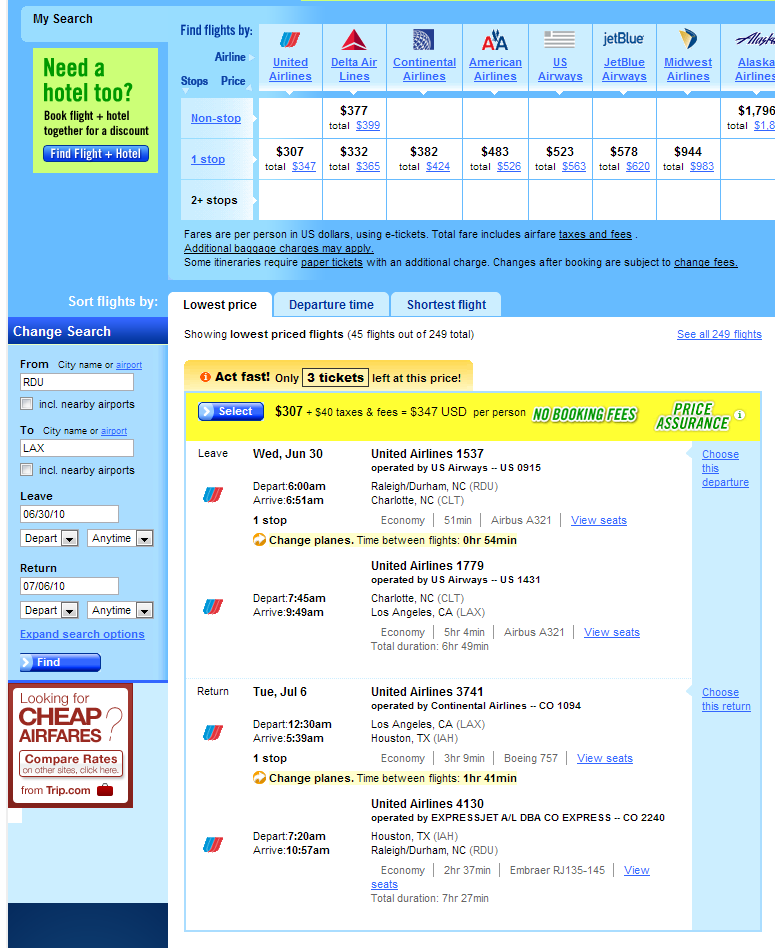 My Search
Need a
hotel too?
Book flight + hotel
together for a discount
Find Flight + Hotel
Find flights by:
Airline
Stops Price
United Airlines
Delta Air Lines
Continental Airlines
American Airlines
US Airways
jetBlue
JetBlue Airways
Midwest Airlines
Alaska
Alaska Airlines
Non-stop
$377
total $399
$1,796
total $1,8
1 stop
$307
total $347
$332
total $365
$382
total $424
$483
total $526
$523
total $563
$578
total $620
$944
total $983
2+ stops
Fares are per person in US dollars, using e-tickets. Total fare includes airfare taxes and fees .
Additional baggage charges may apply.
Some itineraries require paper tickets with an additional charge. Changes after booking are subject to change fees.
Sort flights by: Lowest price Departure time Shortest flight
Change Search
From City name or airport
RDU
incl. nearby airports
To City name or airport
LAX
incl. nearby airports
Leave
06/30/10
Depart Anytime
Return
07/06/10
Depart Anytime
Expand search options
Find
Looking for
CHEAP ?
AIRFARES
Compare Rates
on other sites, click here.
from Trip.com
Showing lowest priced flights (45 flights out of 249 total) See all 249 flights
Act fast! Only 3 tickets left at this price!
Select $307 + $40 taxes & fees = $347 USD per person NO BOOKING FEES PRICE ASSURANCE
Leave Wed, Jun 30 United Airlines 1537
operated by US Airways -- US 0915
Choose this departure
Depart:6:00am Raleigh/Durham, NC (RDU)
Arrive:6:51am Charlotte, NC (CLT)
1 stop Economy 51min Airbus A321 View seats
Change planes. Time between flights: 0hr 54min
United Airlines 1779
operated by US Airways -- US 1431
Depart:7:45am Charlotte, NC (CLT)
Arrive:9:49am Los Angeles, CA (LAX)
Economy 5hr 4min Airbus A321 View seats
Total duration: 6hr 49min
Return Tue, Jul 6 United Airlines 3741
operated by Continental Airlines -- CO 1094
Choose this return
Depart:12:30am Los Angeles, CA (LAX)
Arrive:5:39am Houston, TX (IAH)
1 stop Economy 3hr 9min Boeing 757 View seats
Change planes. Time between flights: 1hr 41min
United Airlines 4130
operated by EXPRESSJET A/L DBA CO EXPRESS -- CO 2240
Depart:7:20am Houston, TX (IAH)
Arrive:10:57am Raleigh/Durham, NC (RDU)
Economy 2hr 37min Embraer RJ135-145 View
seats
Total duration: 7hr 27min